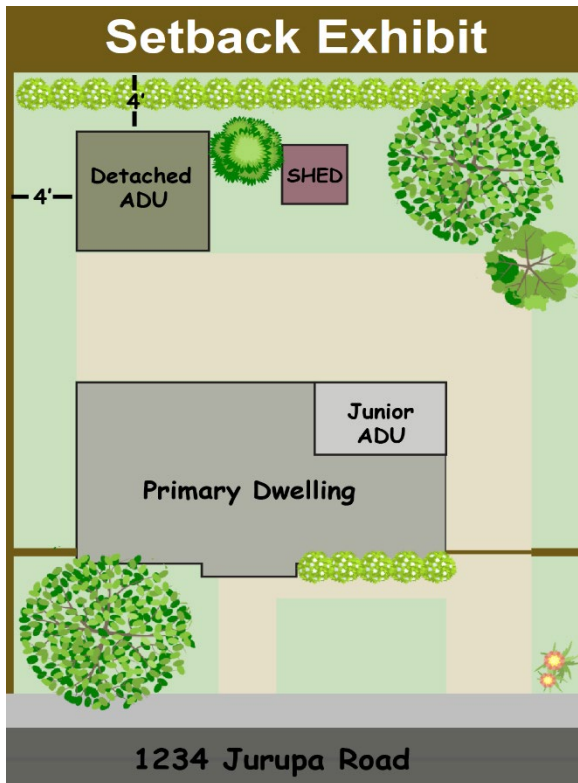 Setback Exhibit
4'
Detached
ADU
SHED
4'
Junior
ADU
Primary Dwelling
1234 Jurupa Road